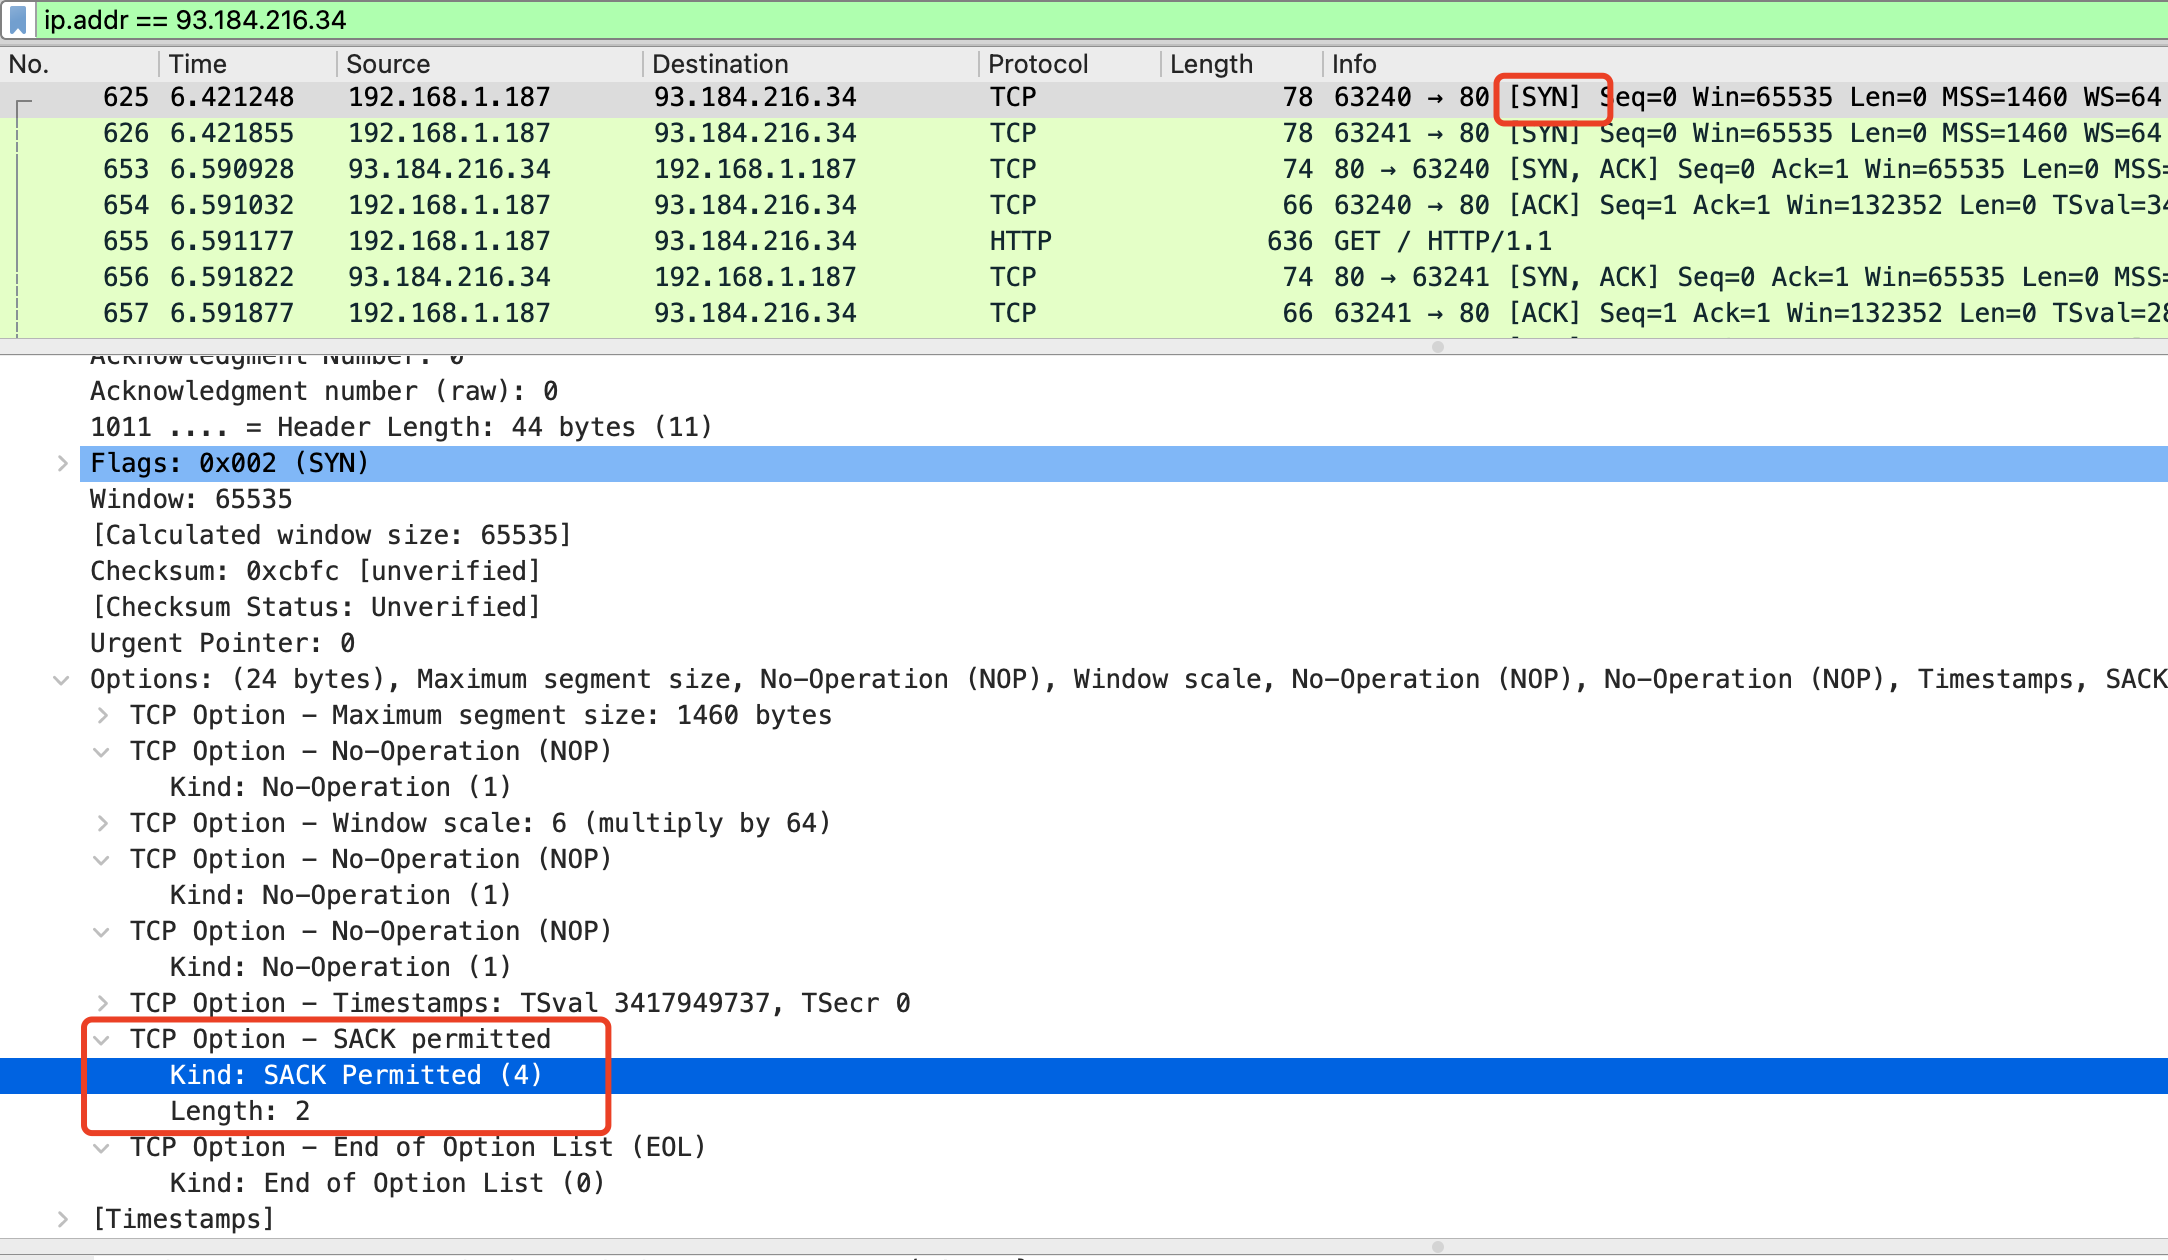 ip.addr == 93.184.216.34
No. Time Source Destination Protocol Length Info
625 6.421248 192.168.1.187 93.184.216.34 TCP 78 63240 → 80 [SYN] Seq=0 Win=65535 Len=0 MSS=1460 WS=64
626 6.421855 192.168.1.187 93.184.216.34 TCP 78 63241 → 80 [SYN] Seq=0 Win=65535 Len=0 MSS=1460 WS=64
653 6.590928 93.184.216.34 192.168.1.187 TCP 74 80 → 63240 [SYN, ACK] Seq=0 Ack=1 Win=65535 Len=0 MSS=
654 6.591032 192.168.1.187 93.184.216.34 TCP 66 63240 → 80 [ACK] Seq=1 Ack=1 Win=132352 Len=0 TSval=34
655 6.591177 192.168.1.187 93.184.216.34 HTTP 636 GET / HTTP/1.1
656 6.591822 93.184.216.34 192.168.1.187 TCP 74 80 → 63241 [SYN, ACK] Seq=0 Ack=1 Win=65535 Len=0 MSS=
657 6.591877 192.168.1.187 93.184.216.34 TCP 66 63241 → 80 [ACK] Seq=1 Ack=1 Win=132352 Len=0 TSval=28
Acknowledgment Number: 0
Acknowledgment number (raw): 0
1011 .... = Header Length: 44 bytes (11)
Flags: 0x002 (SYN)
Window: 65535
[Calculated window size: 65535]
Checksum: 0xcbfc [unverified]
[Checksum Status: Unverified]
Urgent Pointer: 0
Options: (24 bytes), Maximum segment size, No-Operation (NOP), Window scale, No-Operation (NOP), No-Operation (NOP), Timestamps, SACK
TCP Option - Maximum segment size: 1460 bytes
TCP Option - No-Operation (NOP)
Kind: No-Operation (1)
TCP Option - Window scale: 6 (multiply by 64)
TCP Option - No-Operation (NOP)
Kind: No-Operation (1)
TCP Option - No-Operation (NOP)
Kind: No-Operation (1)
TCP Option - Timestamps: TSval 3417949737, TSecr 0
TCP Option - SACK permitted
Kind: SACK Permitted (4)
Length: 2
TCP Option - End of Option List (EOL)
Kind: End of Option List (0)
[Timestamps]